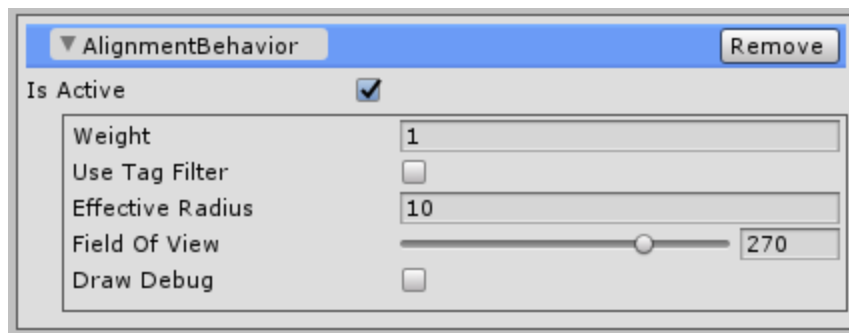 AlignmentBehavior Remove
Is Active
Weight 1
Use Tag Filter
Effective Radius 10
Field Of View 270
Draw Debug